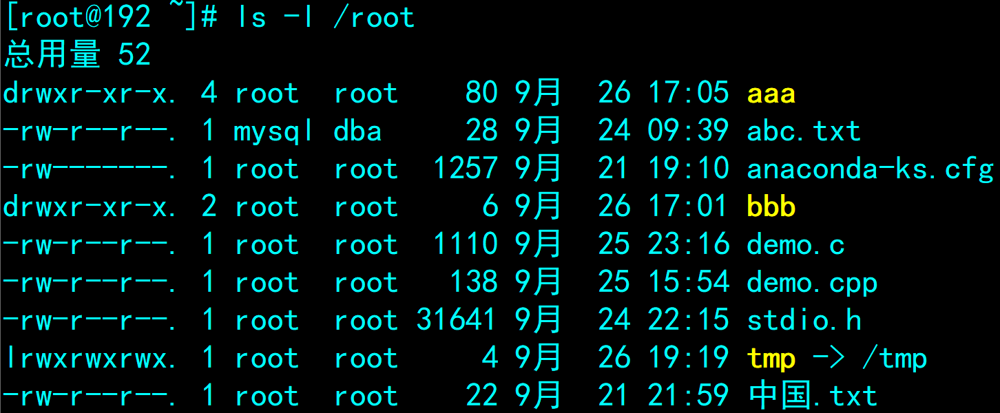 [root@192 ~]# ls -l /root
总用量 52
drwxr-xr-x. 4 root  root     80 9月  26 17:05 aaa
-rw-r--r--. 1 mysql dba      28 9月  24 09:39 abc.txt
-rw-------. 1 root  root   1257 9月  21 19:10 anaconda-ks.cfg
drwxr-xr-x. 2 root  root      6 9月  26 17:01 bbb
-rw-r--r--. 1 root  root   1110 9月  25 23:16 demo.c
-rw-r--r--. 1 root  root    138 9月  25 15:54 demo.cpp
-rw-r--r--. 1 root  root  31641 9月  24 22:15 stdio.h
lrwxrwxrwx. 1 root  root      4 9月  26 19:19 tmp -> /tmp
-rw-r--r--. 1 root  root     22 9月  21 21:59 中国.txt